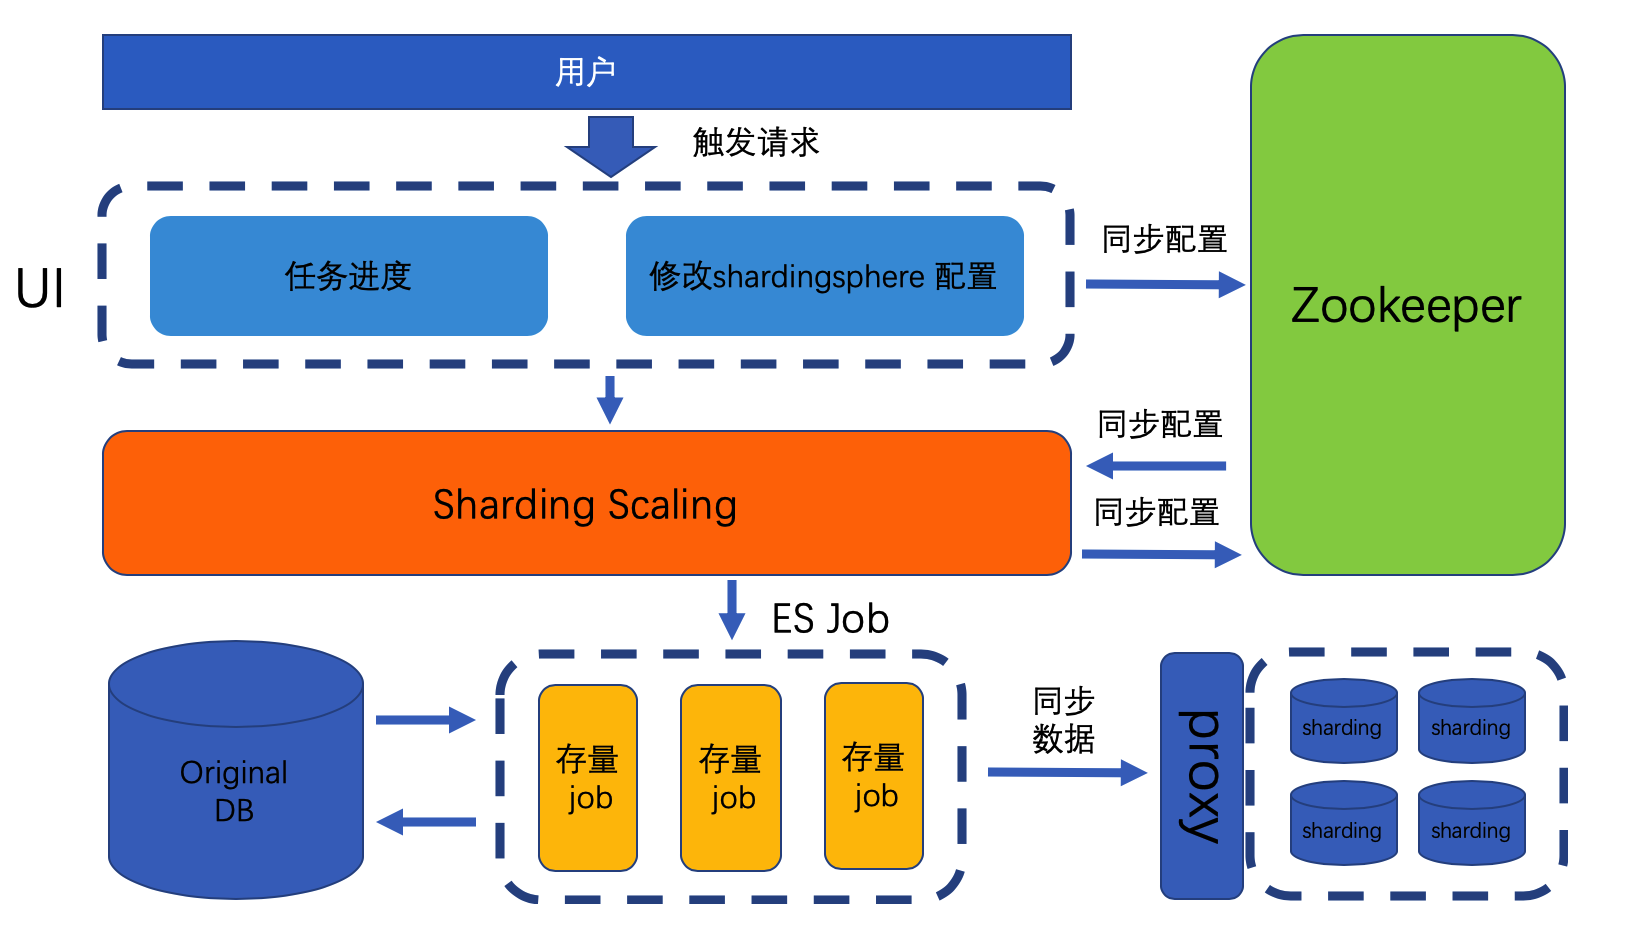 用户
触发请求
UI
任务进度
修改shardingsphere 配置
同步配置
Zookeeper
同步配置
Sharding Scaling
同步配置
ES Job
Original
DB
存量
job
存量
job
存量
job
同步
数据
proxy
sharding
sharding
sharding
sharding